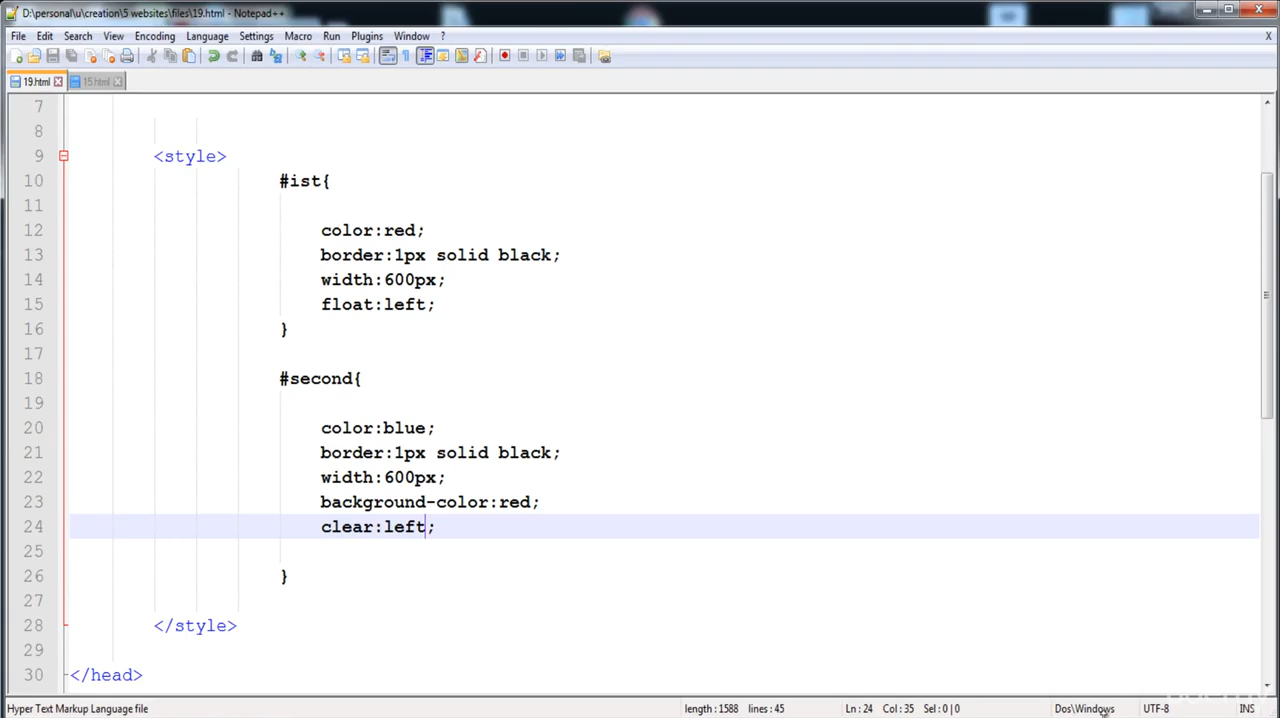 D:\personal\u\creation\5 websites\files\19.html - Notepad++
File Edit Search View Encoding Language Settings Macro Run Plugins Window ? X
19.html 15.html
7
8
9 <style>
10 #ist{
11
12 color:red;
13 border:1px solid black;
14 width:600px;
15 float:left;
16 }
17
18 #second{
19
20 color:blue;
21 border:1px solid black;
22 width:600px;
23 background-color:red;
24 clear:left;
25
26 }
27
28 </style>
29
30 </head>
Hyper Text Markup Language file length : 1588 lines : 45 Ln : 24 Col : 35 Sel : 0 | 0 Dos\Windows UTF-8 INS